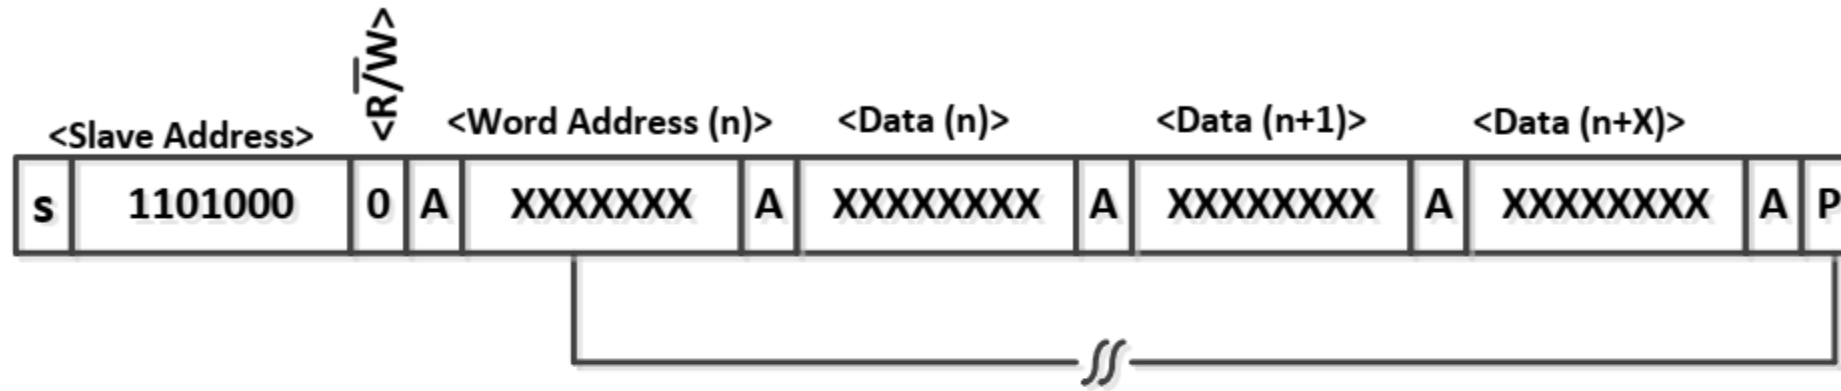 <R/W>
<Slave Address> <Word Address (n)> <Data (n)> <Data (n+1)> <Data (n+X)>
s 1101000 0 A XXXXXXX A XXXXXXXX A XXXXXXXX A XXXXXXXX A P